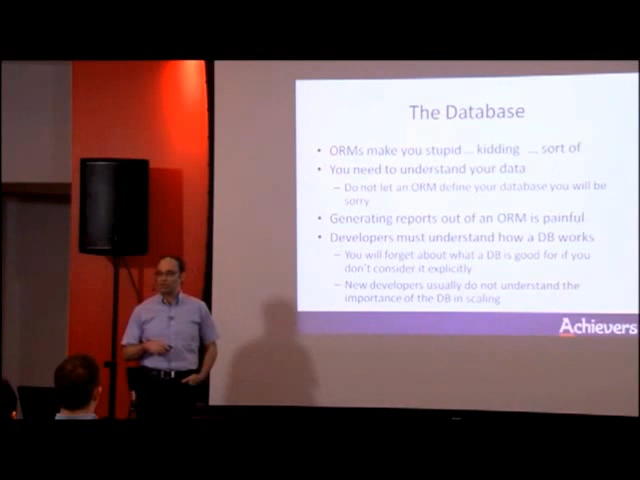 The Database
• ORMs make you stupid ... kidding ... sort of
• You need to understand your data
– Do not let an ORM define your database you will be
sorry
• Generating reports out of an ORM is painful
• Developers must understand how a DB works
– You will forget about what a DB is good for if you
don't consider it explicitly
– New developers usually do not understand the
importance of the DB in scaling
Achievers